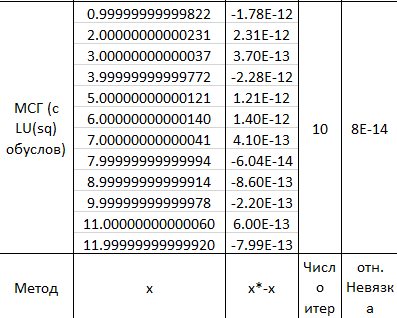 0.99999999999822 -1.78E-12
2.00000000000231 2.31E-12
3.00000000000037 3.70E-13
3.99999999999772 -2.28E-12
5.00000000000121 1.21E-12
МСГ (с LU(sq) обуслов) 6.00000000000140 1.40E-12 10 8E-14
7.00000000000041 4.10E-13
7.99999999999994 -6.04E-14
8.99999999999914 -8.60E-13
9.99999999999978 -2.20E-13
11.00000000000060 6.00E-13
11.99999999999920 -7.99E-13
Метод x x*-x Число итер отн. Невязка